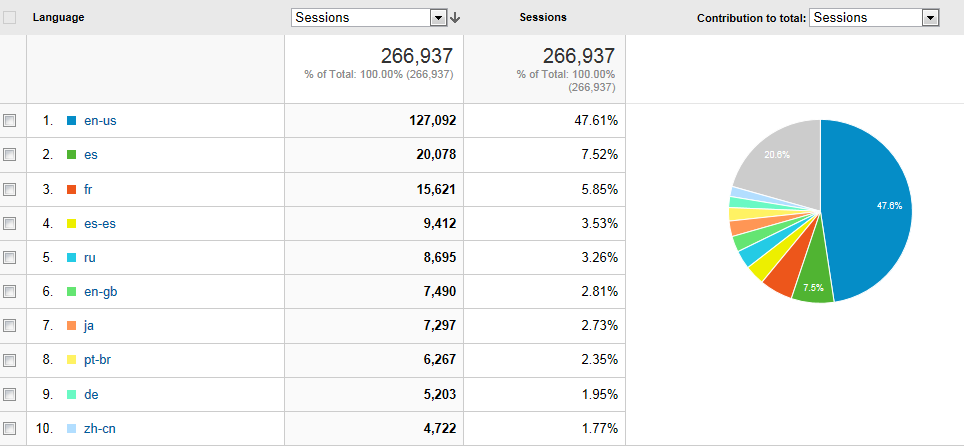 Language Sessions Sessions Contribution to total: Sessions
266,937 266,937
% of Total: 100.00% (266,937) % of Total: 100.00%
(266,937)
1. en-us 127,092 47.61%
2. es 20,078 7.52%
3. fr 15,621 5.85%
4. es-es 9,412 3.53%
5. ru 8,695 3.26%
6. en-gb 7,490 2.81%
7. ja 7,297 2.73%
8. pt-br 6,267 2.35%
9. de 5,203 1.95%
10. zh-cn 4,722 1.77%
20.6%
47.6%
7.5%